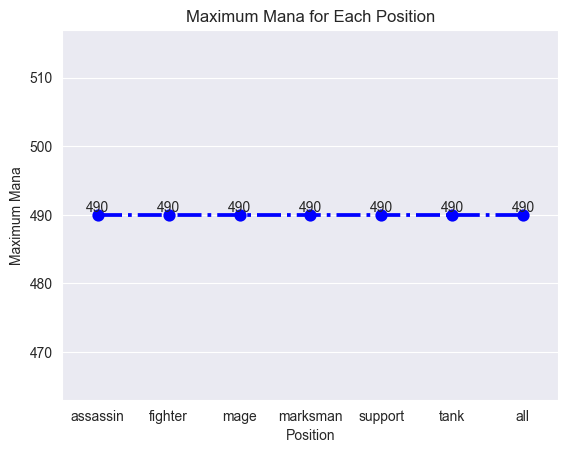 Maximum Mana for Each Position
Maximum Mana
510
500
490
480
470
490 490 490 490 490 490 490
assassin fighter mage marksman support tank all
Position